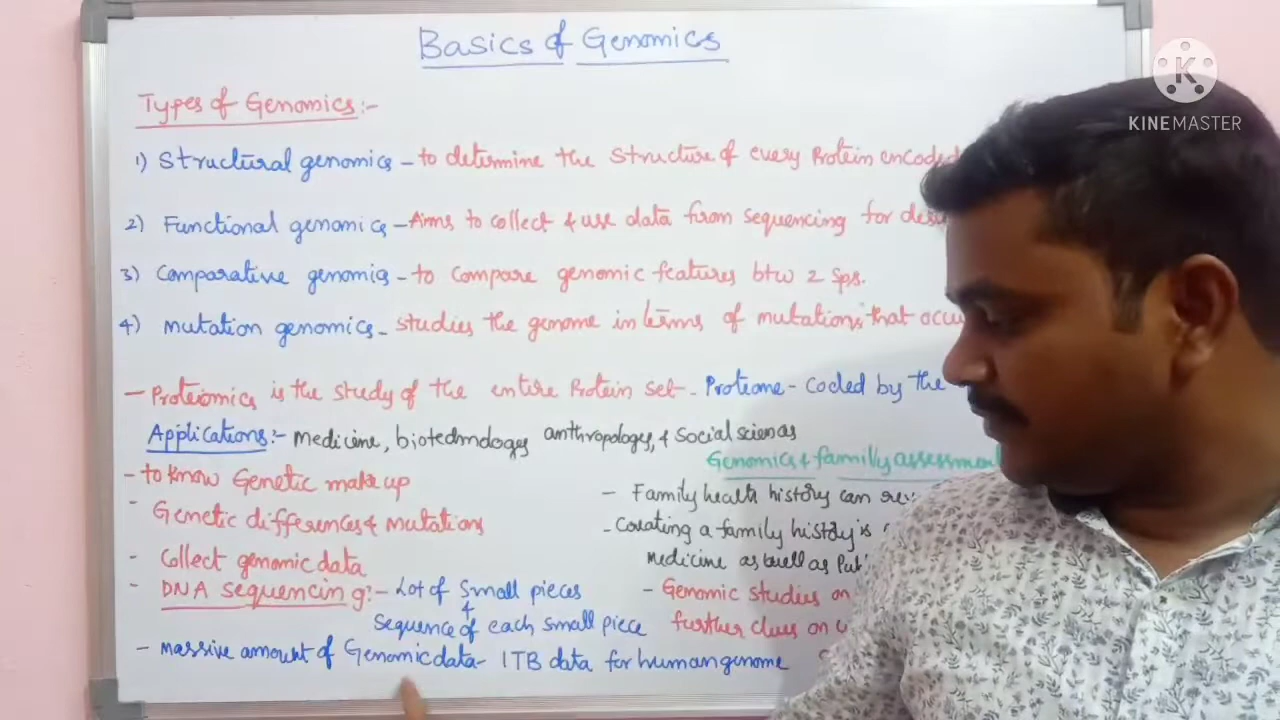 Basics of Genomics
KINEMASTER
Types of Genomics :-
1) Structural genomics - to determine the Structure of every Protein encoded
2) Functional genomics - Aims to collect & use data from sequencing for
3) Comparative genomics - to compare genomic features btw 2 Sps.
4) Mutation genomics - studies the genome in terms of mutations that
- Proteomics is the study of the entire Protein set - Proteome - Coded by the
Applications :- medicine, biotechnology anthropology, & Social sciences
Genomics & family assessmen
- to know Genetic make up
- Family health history can
- Genetic differences & mutations
- Creating a family history is
medicine as well as
- Collect genomic data
- DNA sequencing :- Lot of Small pieces
- Genomic studies on
&
Sequence of each small piece
further clues on
- massive amount of Genomic data - 1TB data for human genome